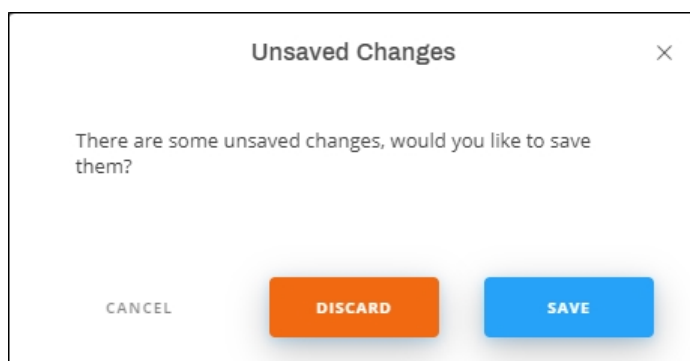 Unsaved Changes
There are some unsaved changes, would you like to save
them?
CANCEL
DISCARD
SAVE